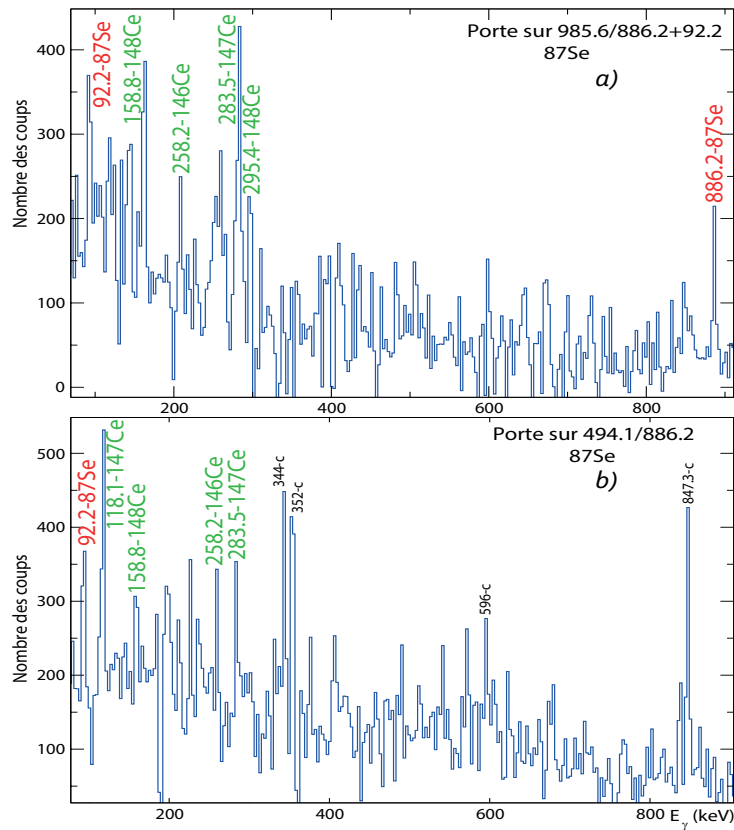 Porte sur 985.6/886.2+92.2
87Se
a)
Nombre des coups
400
300
200
100
0
92.2-87Se
158.8-148Ce
258.2-146Ce
283.5-147Ce
295.4-148Ce
886.2-87Se
200
400
600
800
Porte sur 494.1/886.2
87Se
b)
Nombre des coups
500
400
300
200
100
92.2-87Se
118.1-147Ce
158.8-148Ce
258.2-146Ce
283.5-147Ce
344-c
352-c
596-c
847.3-c
200
400
600
800
Eγ (keV)